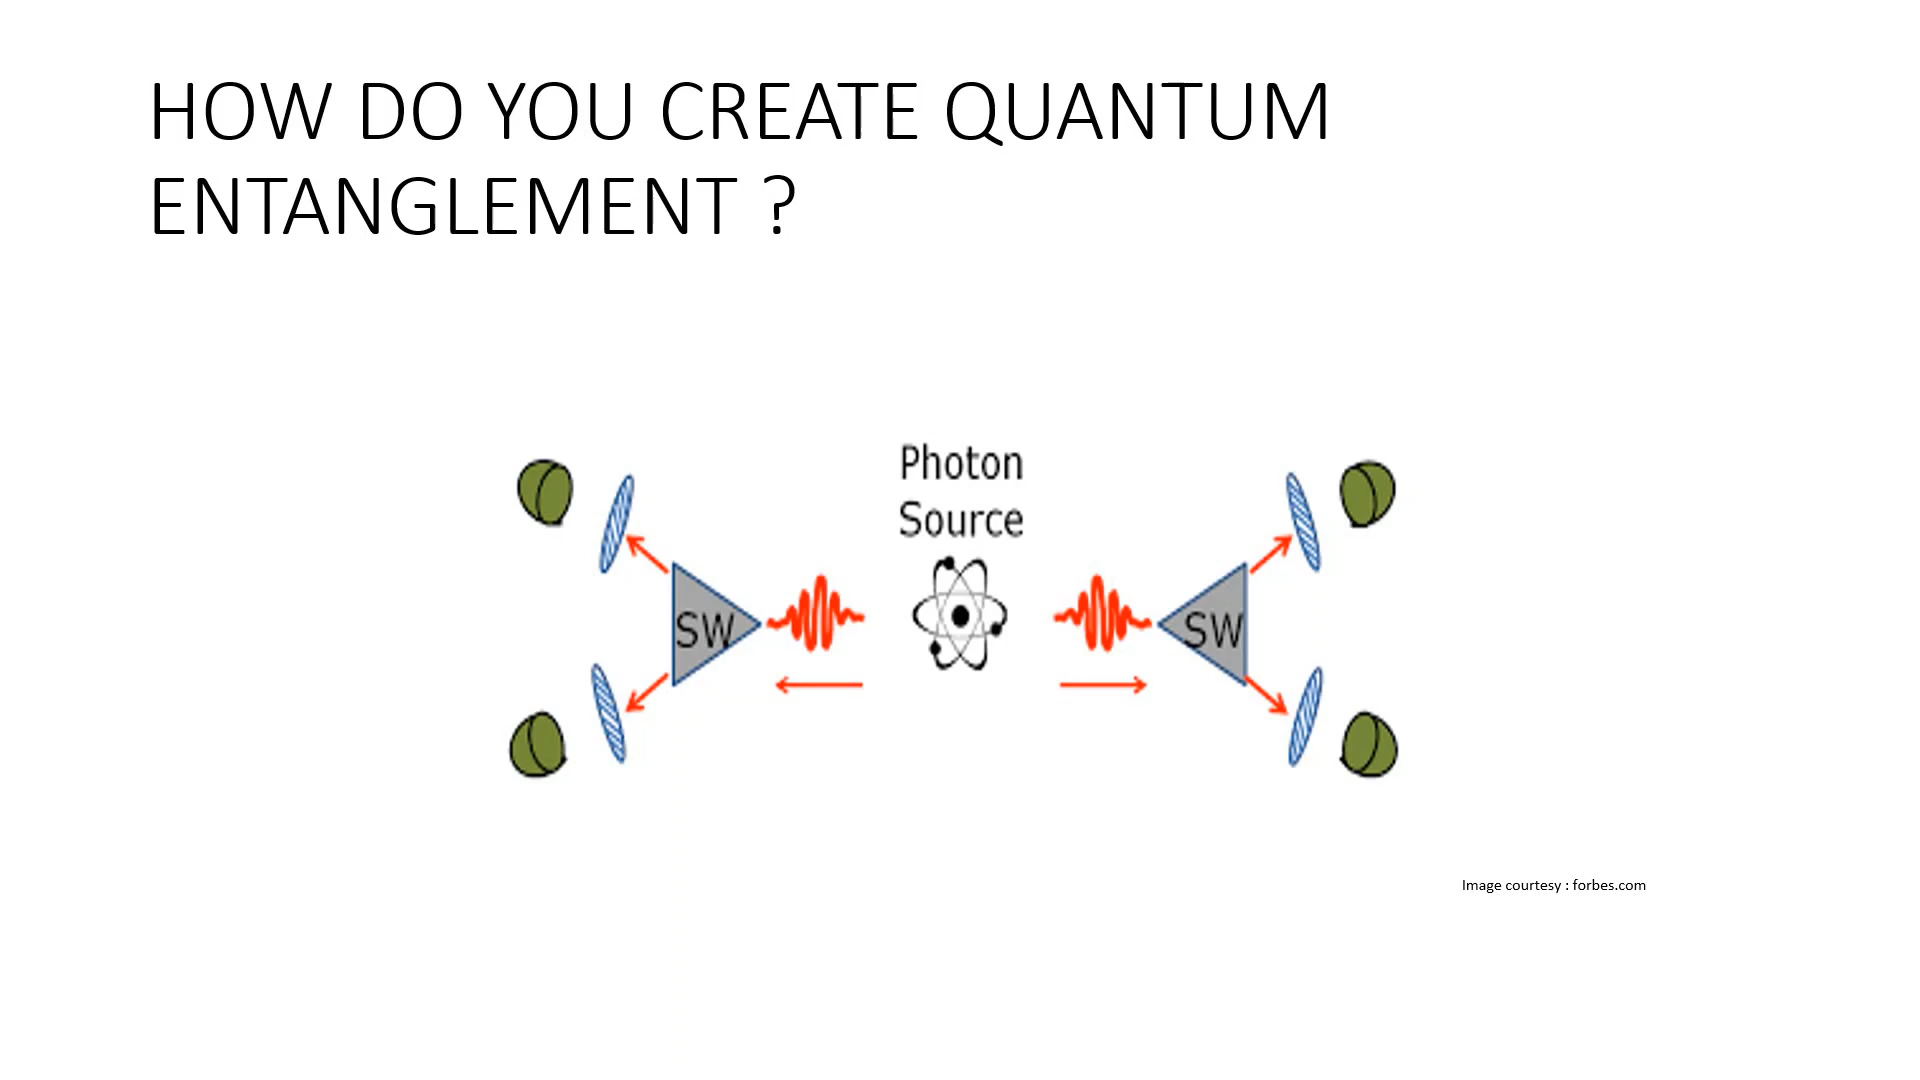 HOW DO YOU CREATE QUANTUM
ENTANGLEMENT ?
Photon
Source
SW
SW
Image courtesy : forbes.com